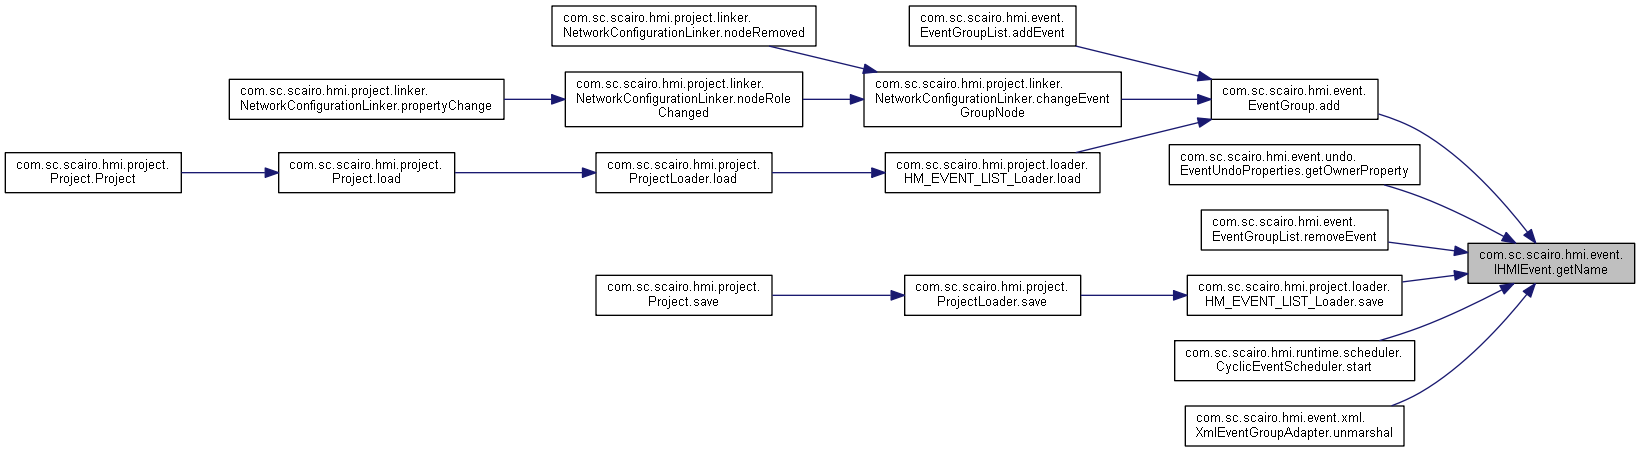 com.sc.scairo.hmi.project.linker.
NetworkConfigurationLinker.nodeRemoved
com.sc.scairo.hmi.event.
EventGroupList.addEvent
com.sc.scairo.hmi.project.linker.
NetworkConfigurationLinker.propertyChange
com.sc.scairo.hmi.project.linker.
NetworkConfigurationLinker.nodeRole
Changed
com.sc.scairo.hmi.project.linker.
NetworkConfigurationLinker.changeEvent
GroupNode
com.sc.scairo.hmi.event.
EventGroup.add
com.sc.scairo.hmi.project.
Project.Project
com.sc.scairo.hmi.project.
Project.load
com.sc.scairo.hmi.project.
ProjectLoader.load
com.sc.scairo.hmi.project.loader.
HM_EVENT_LIST_Loader.load
com.sc.scairo.hmi.event.undo.
EventUndoProperties.getOwnerProperty
com.sc.scairo.hmi.event.
EventGroupList.removeEvent
com.sc.scairo.hmi.event.
IHMIEvent.getName
com.sc.scairo.hmi.project.
Project.save
com.sc.scairo.hmi.project.
ProjectLoader.save
com.sc.scairo.hmi.project.loader.
HM_EVENT_LIST_Loader.save
com.sc.scairo.hmi.runtime.scheduler.
CyclicEventScheduler.start
com.sc.scairo.hmi.event.xml.
XmlEventGroupAdapter.unmarshal